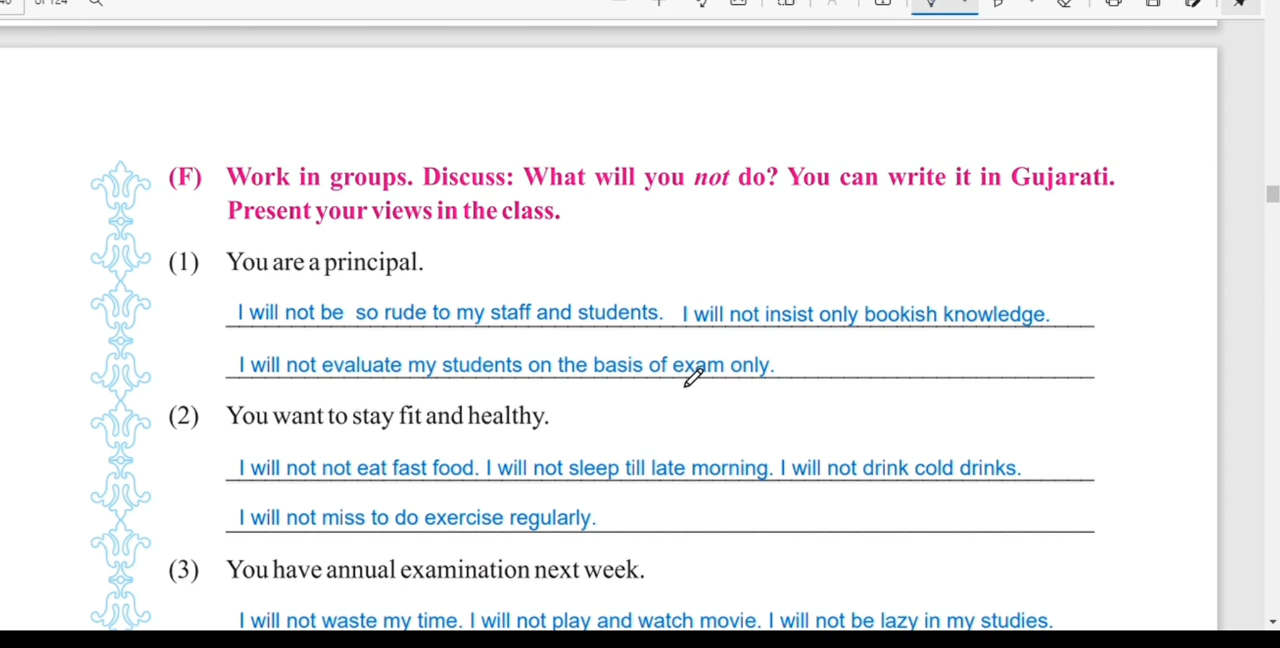 of 124
(F) Work in groups. Discuss: What will you not do? You can write it in Gujarati.
Present your views in the class.
(1) You are a principal.
I will not be so rude to my staff and students. I will not insist only bookish knowledge.
I will not evaluate my students on the basis of exam only.
(2) You want to stay fit and healthy.
I will not not eat fast food. I will not sleep till late morning. I will not drink cold drinks.
I will not miss to do exercise regularly.
(3) You have annual examination next week.
I will not waste my time. I will not play and watch movie. I will not be lazy in my studies.